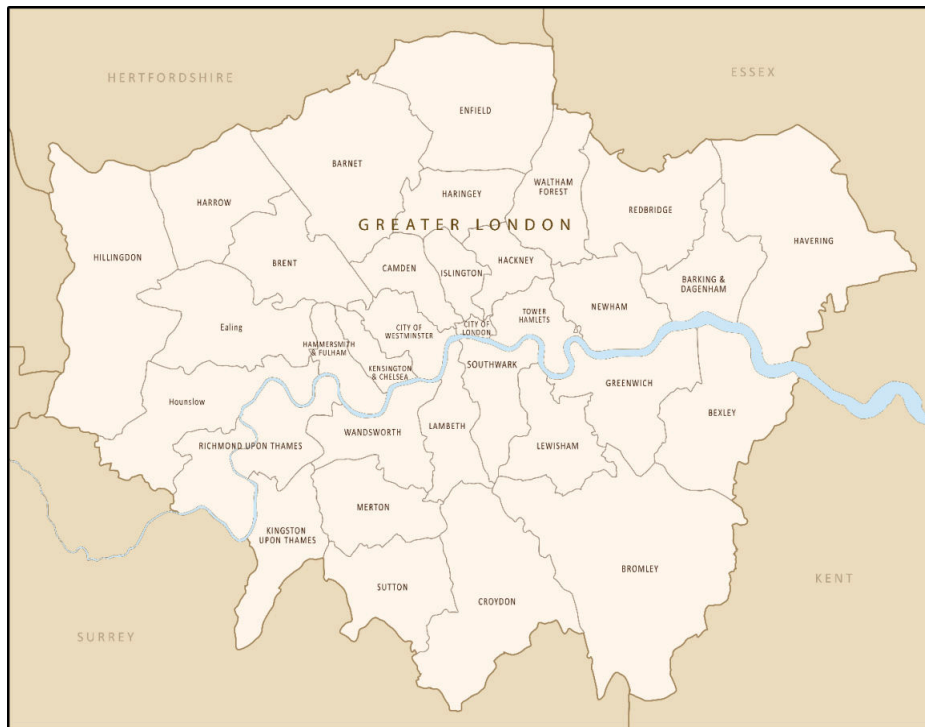 HERTFORDSHIRE
ESSEX
ENFIELD
BARNET
WALTHAM
FOREST
HARINGEY
HARROW
REDBRIDGE
GREATER LONDON
HAVERING
HILLINGDON
BRENT
CAMDEN
ISLINGTON
HACKNEY
BARKING &
DAGENHAM
NEWHAM
TOWER
HAMLETS
CITY OF
LONDON
CITY OF
WESTMINSTER
Ealing
HAMMERSMITH
& FULHAM
KENSINGTON
& CHELSEA
SOUTHWARK
GREENWICH
Hounslow
BEXLEY
RICHMOND UPON THAMES
WANDSWORTH
LAMBETH
LEWISHAM
MERTON
KINGSTON
UPON THAMES
BROMLEY
KENT
SUTTON
CROYDON
SURREY